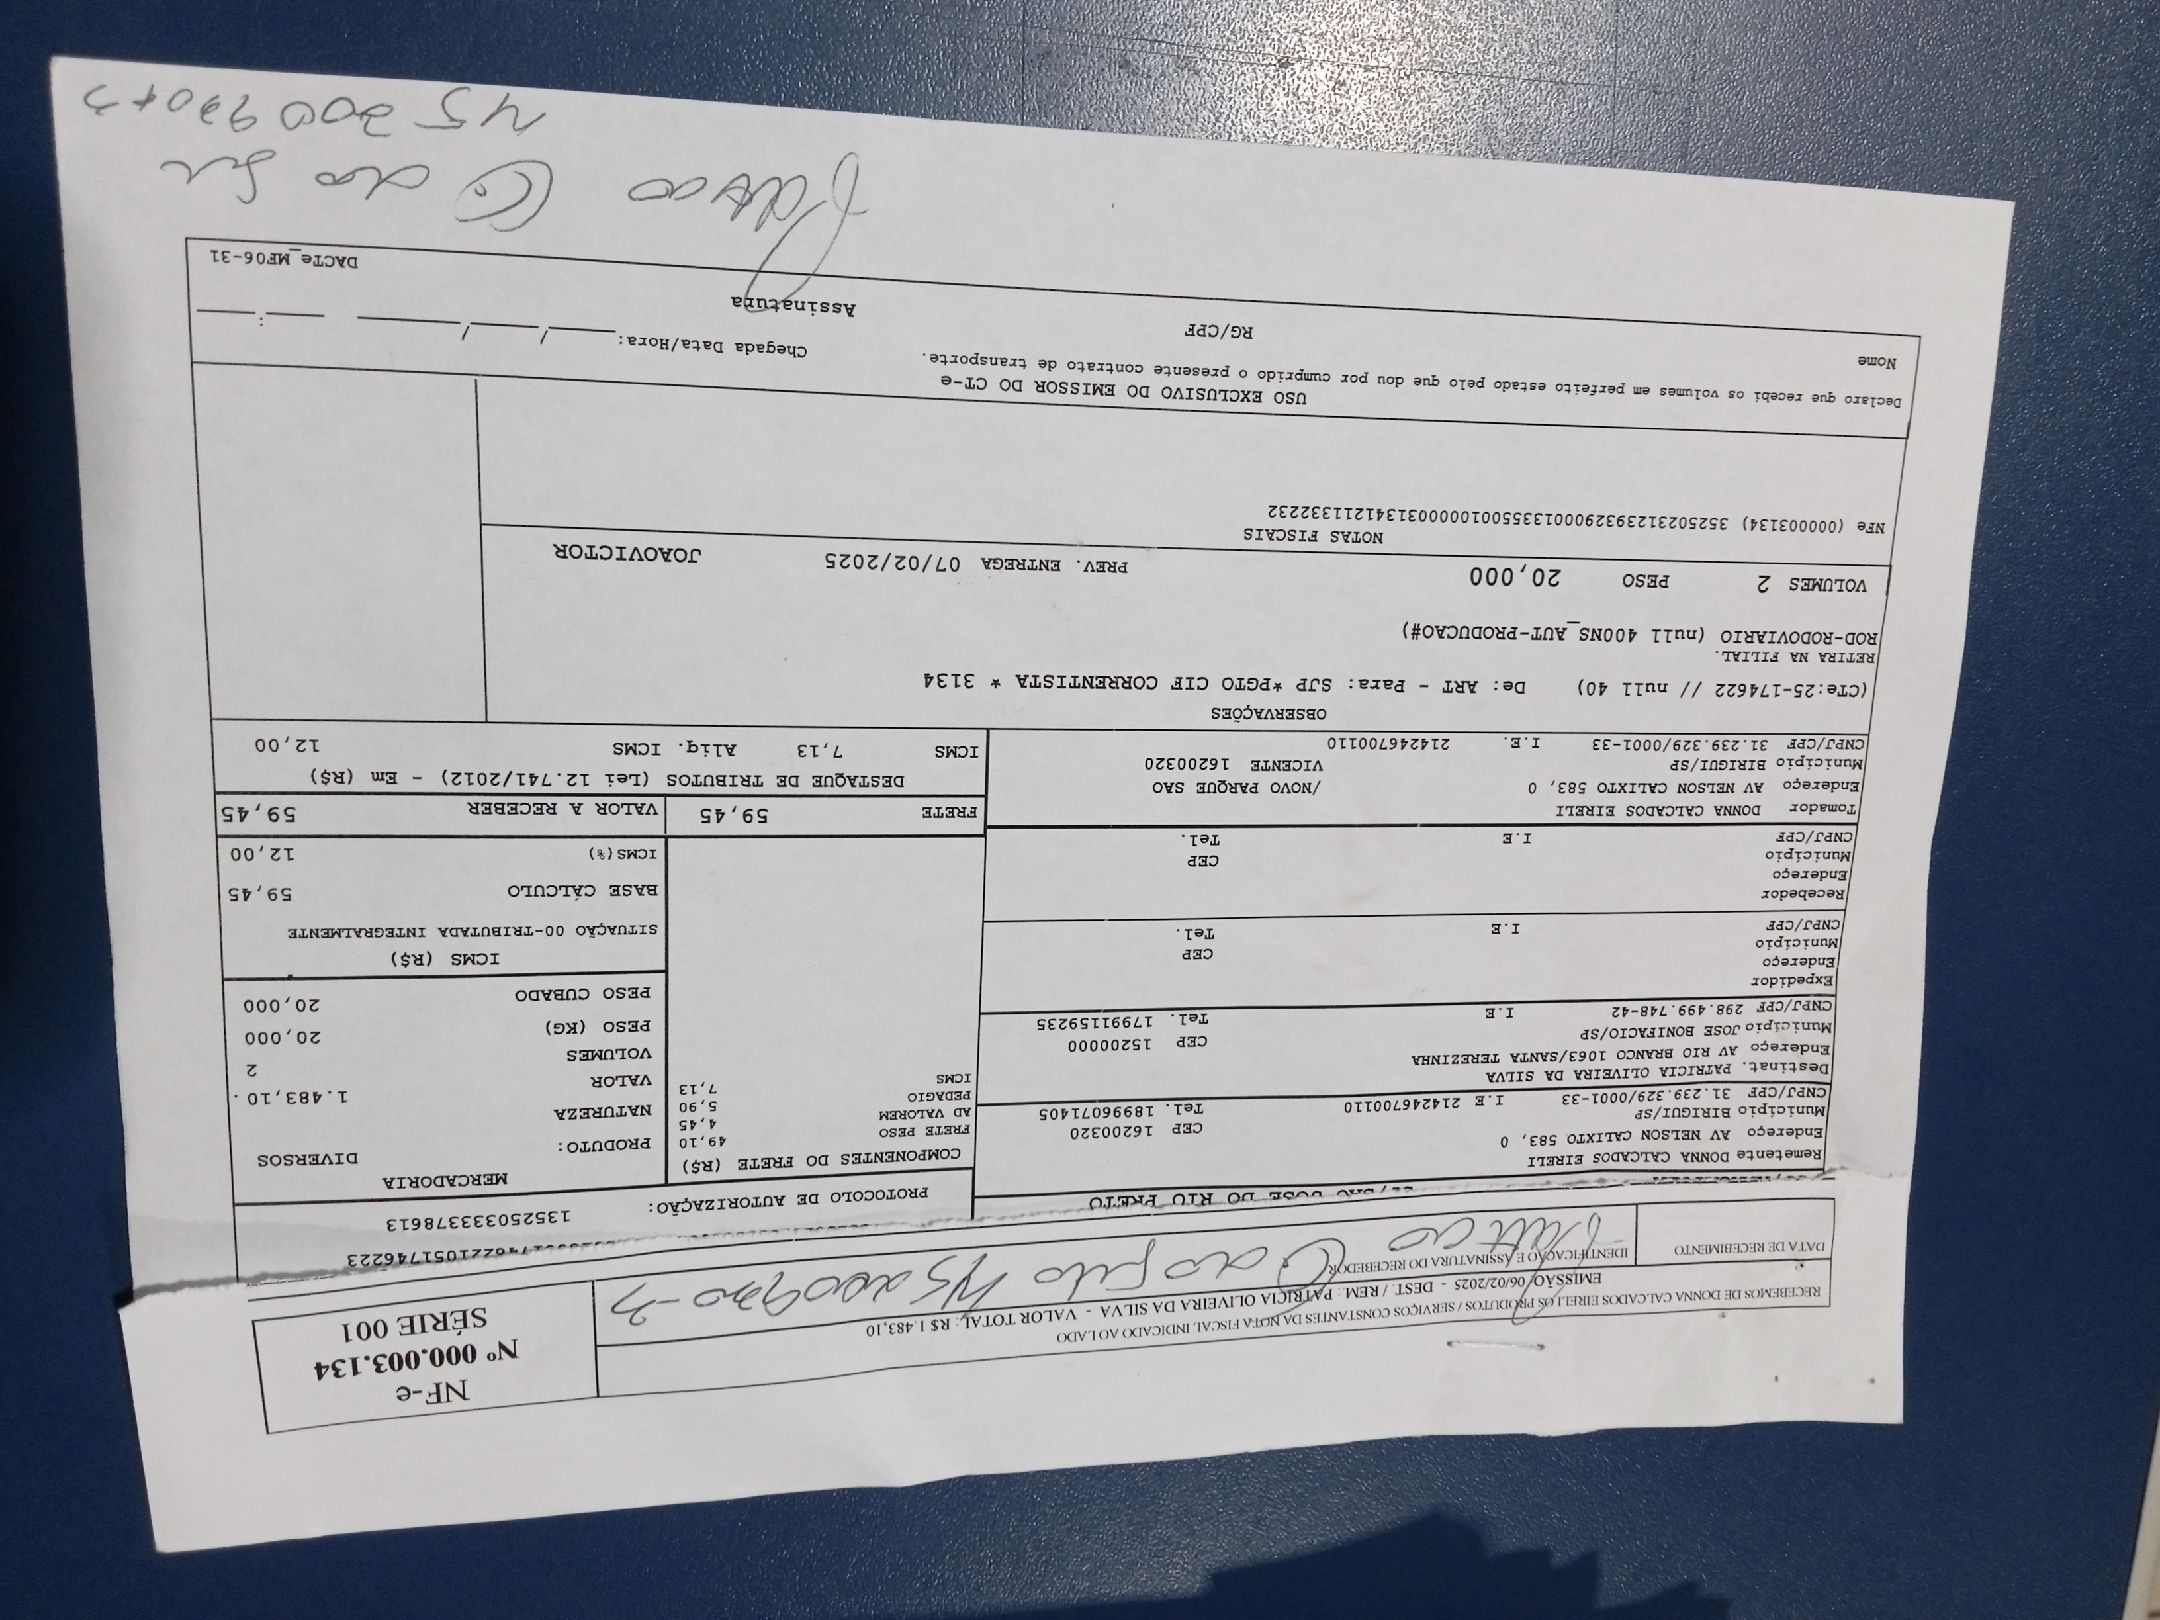 NF-e
Nº 000.003.134
SÉRIE 001
RECEBEMOS DE DONNA CALCADOS EIRELI OS PRODUTOS / SERVIÇOS CONSTANTES DA NOTA FISCAL INDICADO AO LADO
EMISSÃO: 06/02/2025 - DEST. / REM.: PATRICIA OLIVEIRA DA SILVA - VALOR TOTAL: R$ 1.483,10
DATA DE RECEBIMENTO
IDENTIFICAÇÃO E ASSINATURA DO RECEBEDOR
PROTOCOLO DE AUTORIZAÇÃO: 135250333378613
DO RIO PRETO
Remetente DONNA CALCADOS EIRELI
Endereço AV NELSON CALIXTO 583, 0
Município BIRIGUI/SP CEP 16200320
CNPJ/CPF 31.239.329/0001-33 I.E 214246700110 Tel. 18996071405
Destinat. PATRICIA OLIVEIRA DA SILVA
Endereço AV RIO BRANCO 1063/SANTA TEREZINHA
Município JOSE BONIFACIO/SP CEP 15200000
CNPJ/CPF 298.499.748-42 I.E Tel. 17991159235
Expedidor
Endereço
Município CEP
CNPJ/CPF I.E Tel.
Recebedor
Endereço
Município CEP
CNPJ/CPF I.E Tel.
Tomador DONNA CALCADOS EIRELI
Endereço AV NELSON CALIXTO 583, 0 /NOVO PARQUE SAO
Município BIRIGUI/SP VICENTE 16200320
CNPJ/CPF 31.239.329/0001-33 I.E. 214246700110
COMPONENTES DO FRETE (R$)
FRETE PESO 49,10
AD VALOREM 4,45
PEDAGIO 5,90
ICMS 7,13
MERCADORIA
PRODUTO: DIVERSOS
NATUREZA
VALOR 1.483,10
VOLUMES 2
PESO (KG) 20,000
PESO CUBADO 20,000
ICMS (R$)
SITUAÇÃO 00-TRIBUTADA INTEGRALMENTE
BASE CÁLCULO 59,45
ICMS(%) 12,00
FRETE 59,45 VALOR A RECEBER 59,45
DESTAQUE DE TRIBUTOS (Lei 12.741/2012) - Em (R$)
ICMS 7,13 Aliq. ICMS 12,00
OBSERVAÇÕES
(CTe:25-174622 // null 40) De: ART - Para: SJP *PGTO CIF CORRENTISTA * 3134
RETIRA NA FILIAL.
ROD-RODOVIARIO (null 400NS_AUT-PRODUCAO#)
VOLUMES 2 PESO 20,000 PREV. ENTREGA 07/02/2025 JOAOVICTOR
NOTAS FISCAIS
NFe (000003134) 35250231239329000133550010000031341211332232
USO EXCLUSIVO DO EMISSOR DO CT-e
Declaro que recebi os volumes em perfeito estado pelo que dou por cumprido o presente contrato de transporte.
Nome RG/CPF Assinatura Chegada Data/Hora: ___/___/___ __:__
DACTe_MF06-31